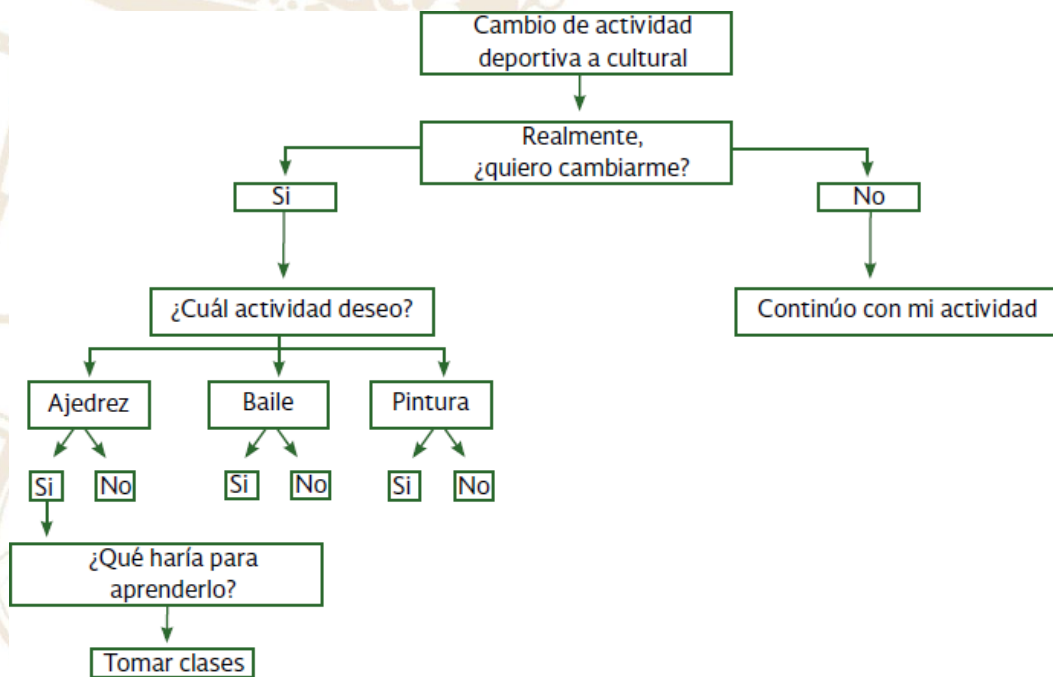 Cambio de actividad
deportiva a cultural
Realmente,
¿quiero cambiarme?
Si
No
¿Cuál actividad deseo?
Continúo con mi actividad
Ajedrez
Baile
Pintura
Si
No
Si
No
Si
No
¿Qué haría para
aprenderlo?
Tomar clases